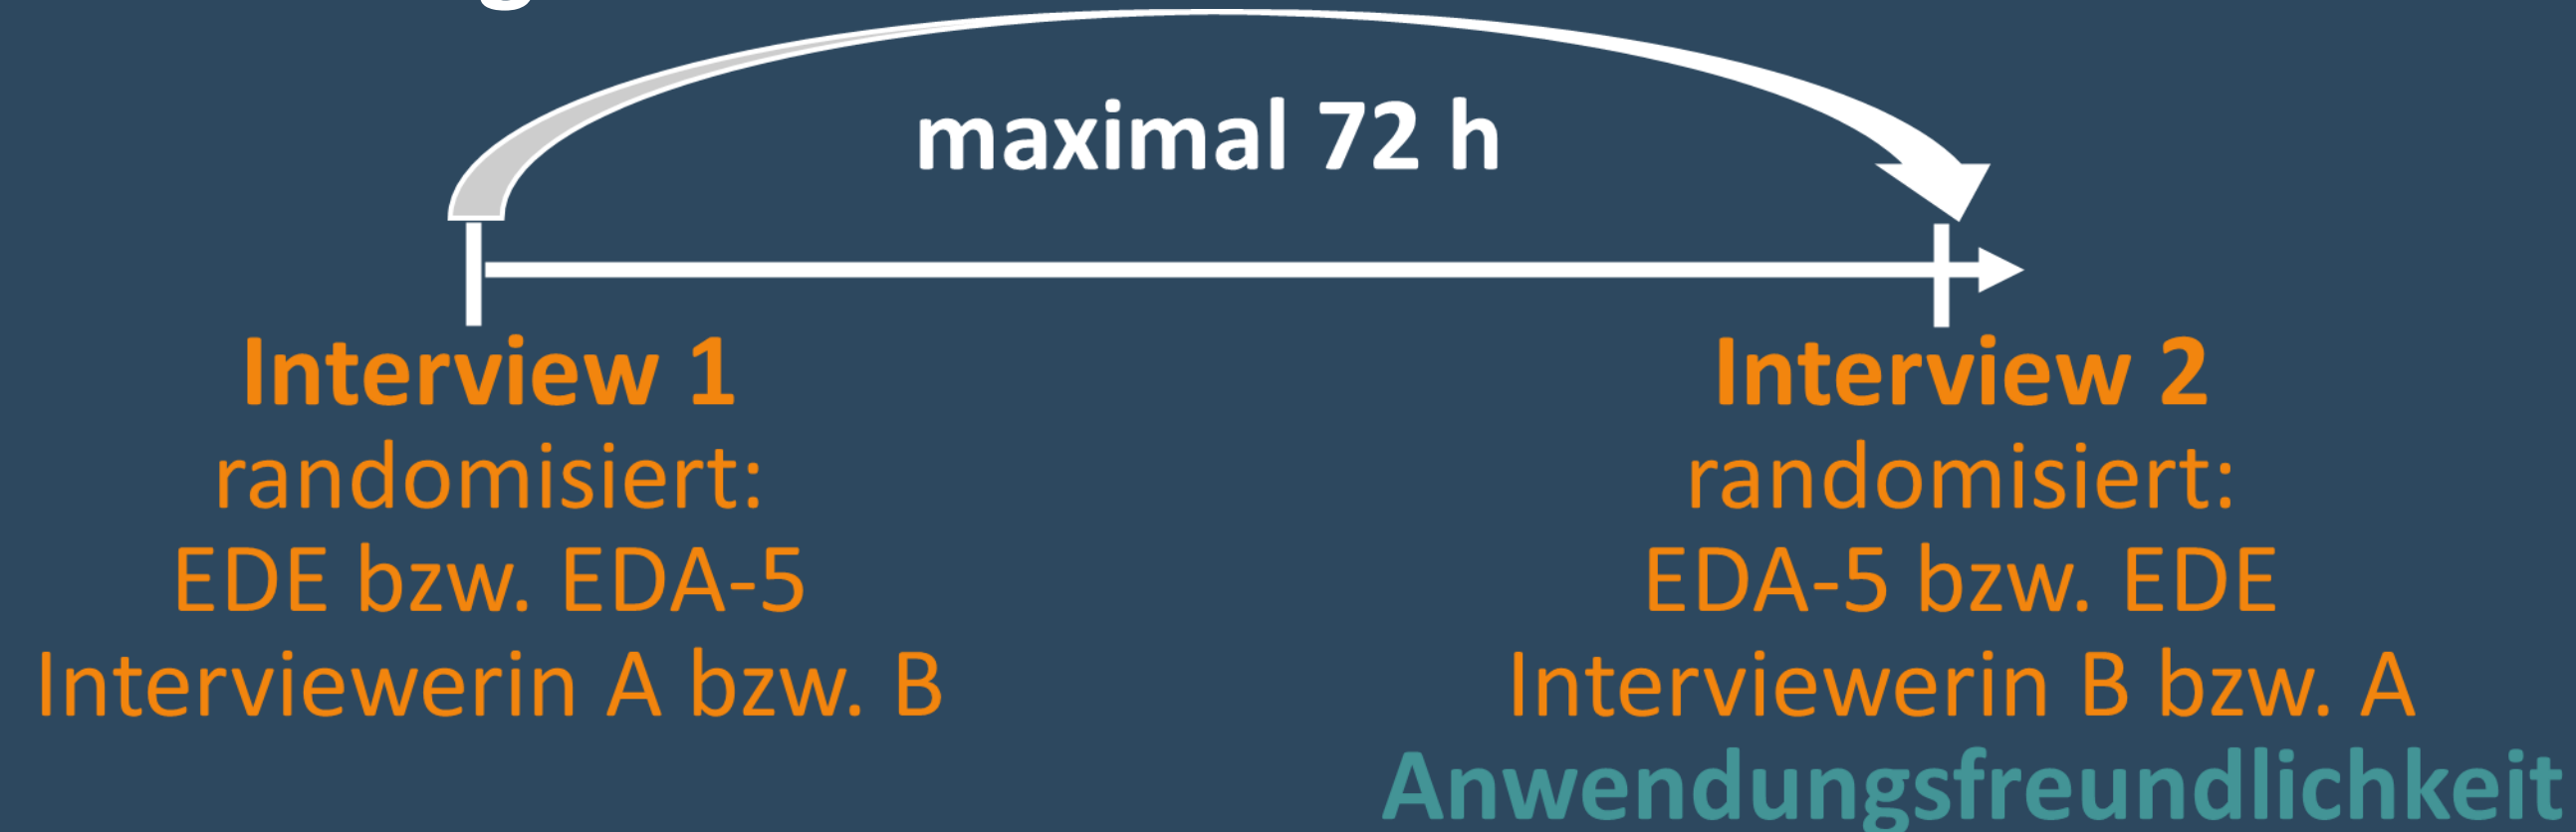 maximal 72 h
Interview 1
randomisiert:
EDE bzw. EDA-5
Interviewerin A bzw. B
Interview 2
randomisiert:
EDA-5 bzw. EDE
Interviewerin B bzw. A
Anwendungsfreundlichkeit